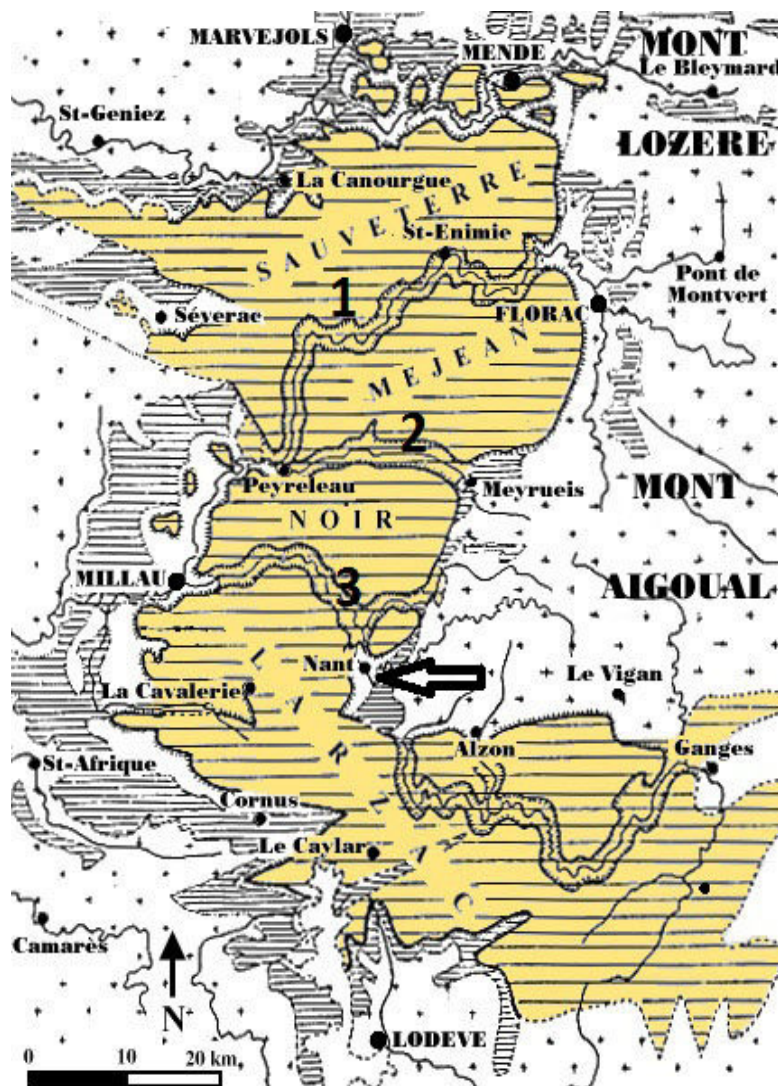 MARVEJOLS
MENDE
MONT
Le Bleymard
St-Geniez
LOZERE
La Canourgue
SAUVETERRE
St-Enimie
Pont de
Montvert
1
Séverac
FLORAC
MEJEAN
2
Peyreleau
Meyrueis
NOIR
MONT
MILLAU
3
AIGOUAL
Nant
La Cavalerie
Le Vigan
LARZAC
Alzon
Ganges
St-Afrique
Cornus
Le Caylar
Camarès
N
LODEVE
0 10 20 km